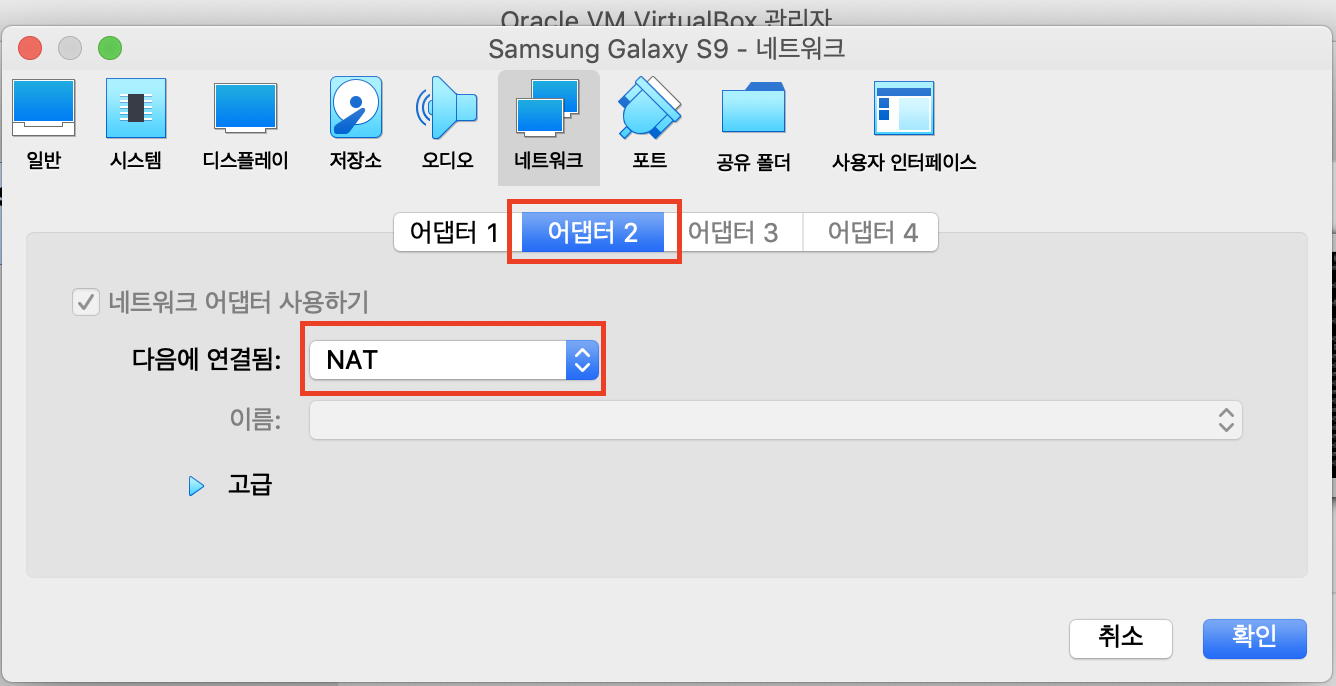 Oracle VM VirtualBox 관리자
Samsung Galaxy S9 - 네트워크
일반 시스템 디스플레이 저장소 오디오 네트워크 포트 공유 폴더 사용자 인터페이스
어댑터 1 어댑터 2 어댑터 3 어댑터 4
네트워크 어댑터 사용하기
다음에 연결됨: NAT
이름:
고급
취소 확인